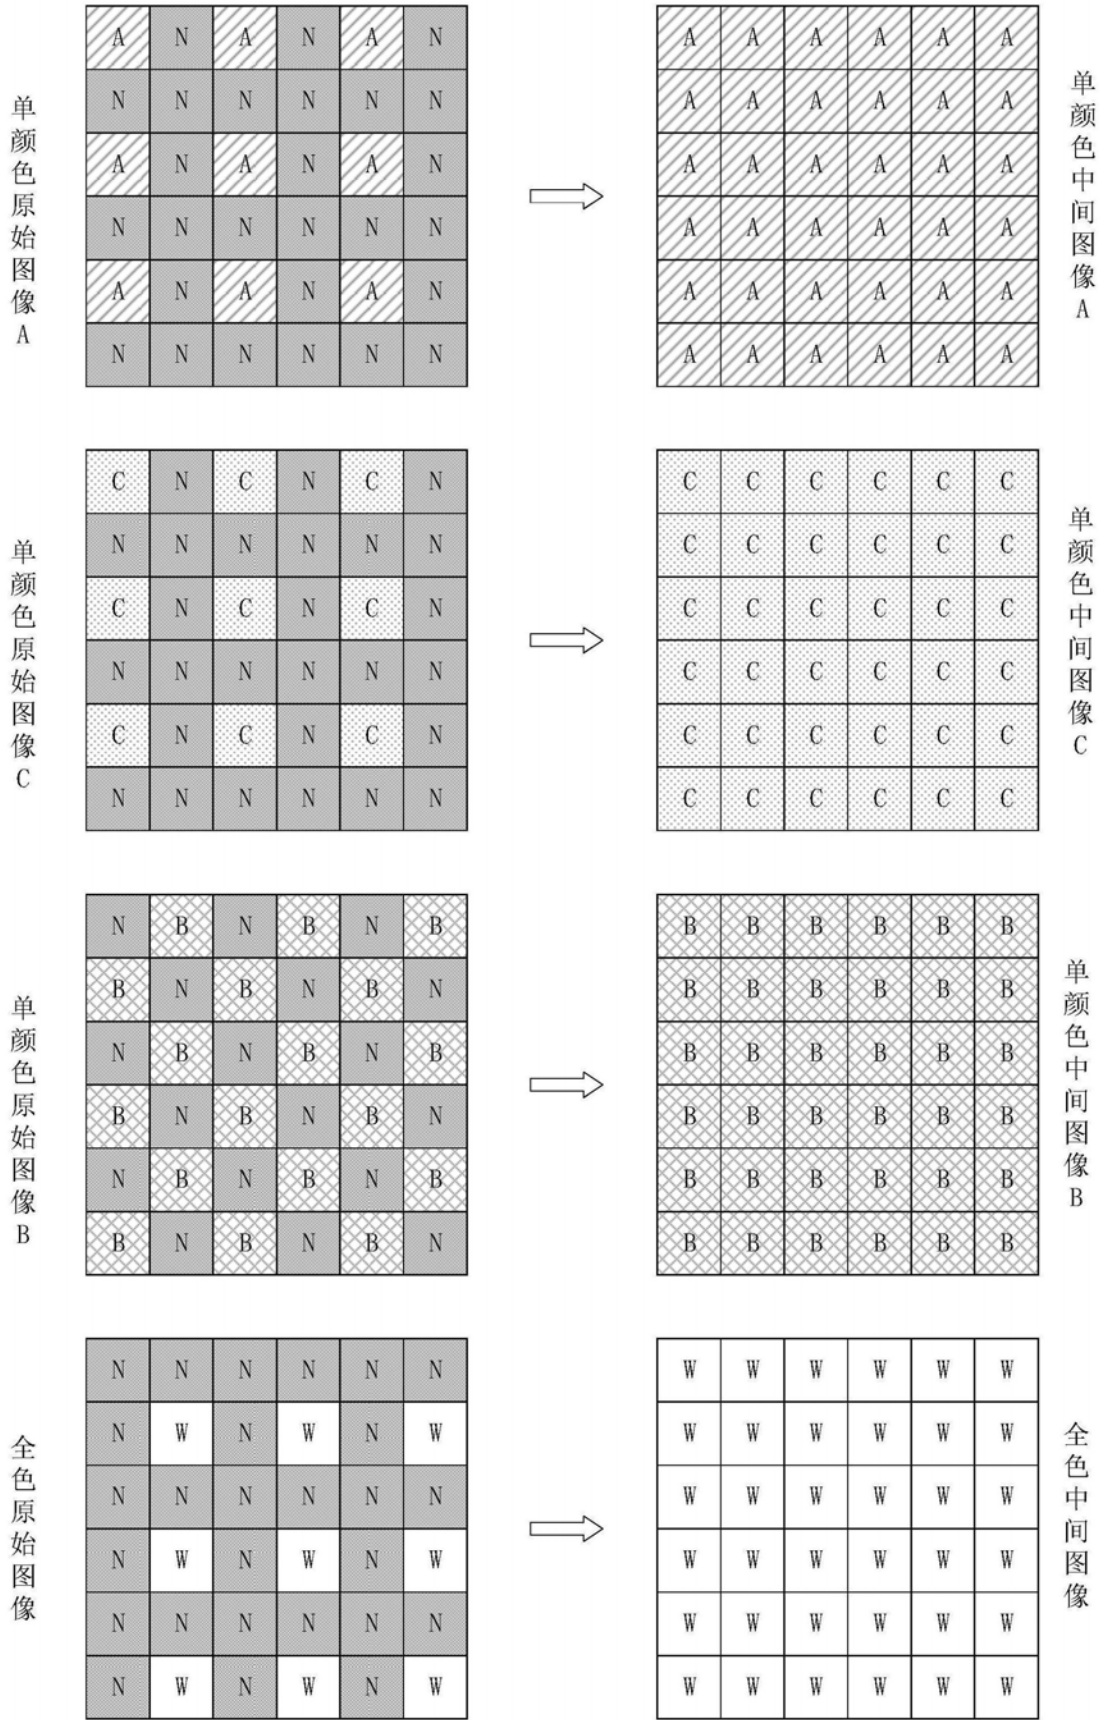 单颜色原始图像A
A N A N A N
N N N N N N
A N A N A N
N N N N N N
A N A N A N
N N N N N N
A A A A A A
A A A A A A
A A A A A A
A A A A A A
A A A A A A
A A A A A A
单颜色中间图像A
单颜色原始图像C
C N C N C N
N N N N N N
C N C N C N
N N N N N N
C N C N C N
N N N N N N
C C C C C C
C C C C C C
C C C C C C
C C C C C C
C C C C C C
C C C C C C
单颜色中间图像C
单颜色原始图像B
N B N B N B
B N B N B N
N B N B N B
B N B N B N
N B N B N B
B N B N B N
B B B B B B
B B B B B B
B B B B B B
B B B B B B
B B B B B B
B B B B B B
单颜色中间图像B
全色原始图像
N N N N N N
N W N W N W
N N N N N N
N W N W N W
N N N N N N
N W N W N W
W W W W W W
W W W W W W
W W W W W W
W W W W W W
W W W W W W
W W W W W W
全色中间图像